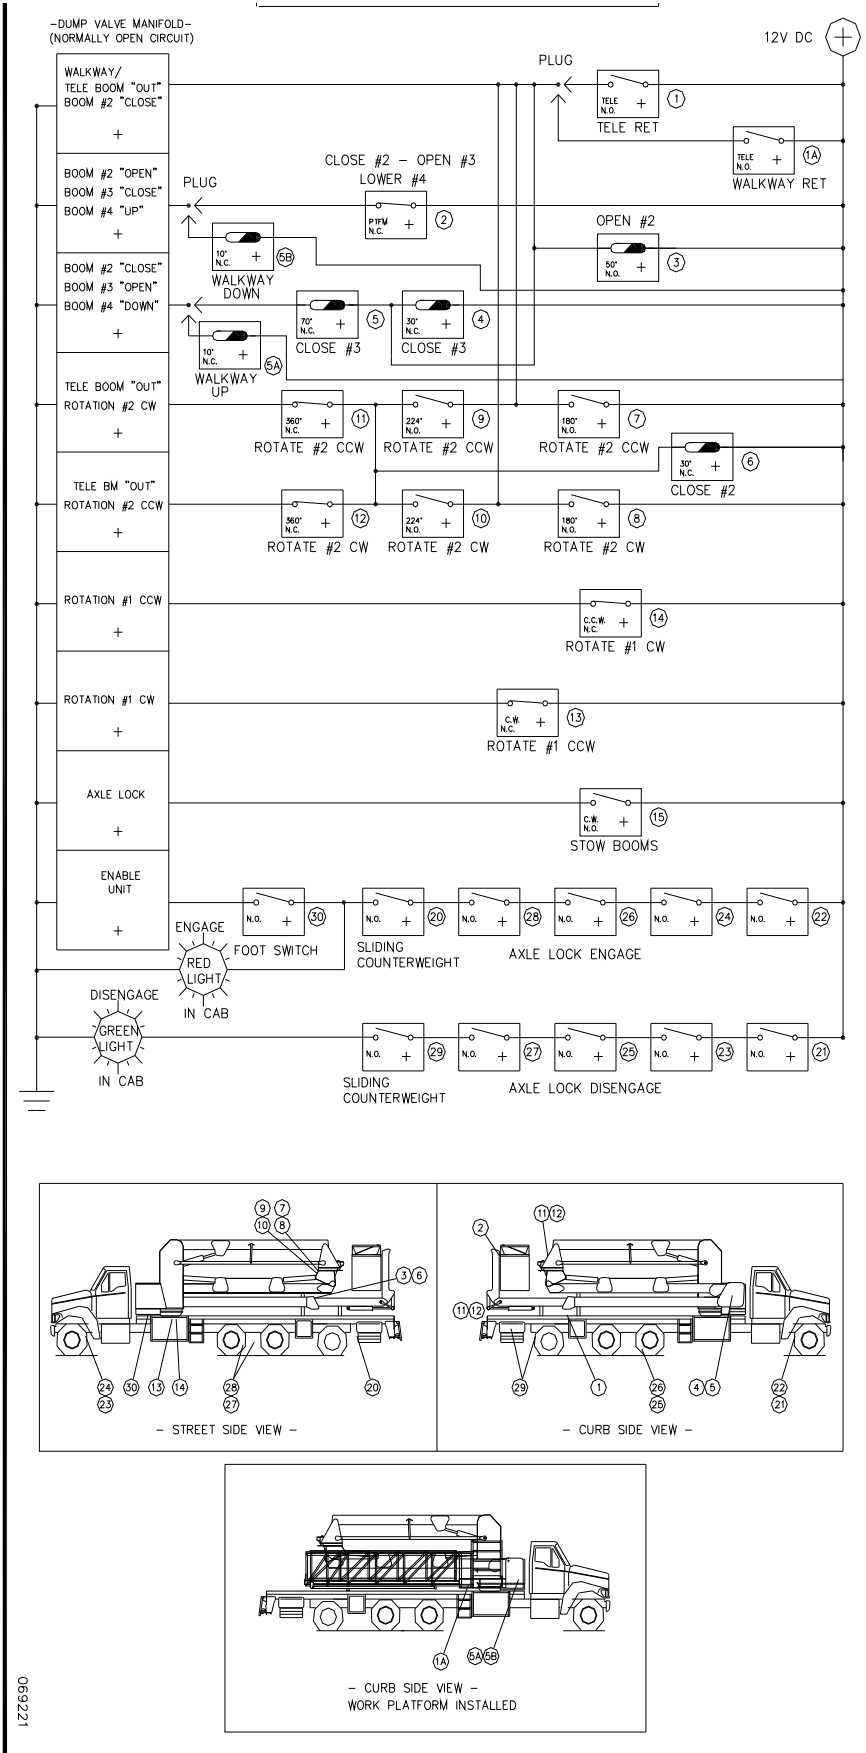 -DUMP VALVE MANIFOLD-
(NORMALLY OPEN CIRCUIT)
12V DC
WALKWAY/
TELE BOOM "OUT"
BOOM #2 "CLOSE"
PLUG
TELE
N.O.
1
TELE RET
TELE
N.O.
1A
WALKWAY RET
BOOM #2 "OPEN"
BOOM #3 "CLOSE"
BOOM #4 "UP"
PLUG
CLOSE #2 - OPEN #3
LOWER #4
PTFM
N.C.
2
OPEN #2
50°
N.O.
3
10°
N.C.
5B
WALKWAY
DOWN
BOOM #2 "CLOSE"
BOOM #3 "OPEN"
BOOM #4 "DOWN"
70°
N.C.
5
CLOSE #3
30°
N.C.
4
CLOSE #3
10°
N.C.
5A
WALKWAY
UP
TELE BOOM "OUT"
ROTATION #2 CW
360°
N.C.
11
ROTATE #2 CCW
224°
N.O.
9
ROTATE #2 CCW
180°
N.O.
7
ROTATE #2 CCW
30°
N.C.
6
CLOSE #2
TELE BM "OUT"
ROTATION #2 CCW
360°
N.C.
12
ROTATE #2 CW
224°
N.O.
10
ROTATE #2 CW
180°
N.O.
8
ROTATE #2 CW
ROTATION #1 CCW
C.C.W.
N.C.
14
ROTATE #1 CW
ROTATION #1 CW
C.W.
N.C.
13
ROTATE #1 CCW
AXLE LOCK
C.W.
N.O.
15
STOW BOOMS
ENABLE
UNIT
N.O.
30
FOOT SWITCH
N.O.
20
SLIDING
COUNTERWEIGHT
N.O.
28
N.O.
26
N.O.
24
N.O.
22
AXLE LOCK ENGAGE
ENGAGE
RED
LIGHT
IN CAB
DISENGAGE
GREEN
LIGHT
IN CAB
N.O.
29
SLIDING
COUNTERWEIGHT
N.O.
27
N.O.
25
N.O.
23
N.O.
21
AXLE LOCK DISENGAGE
9 7
10 8
3 6
24
23
30
13
14
28
27
20
- STREET SIDE VIEW -
2
11 12
11 12
29
1
26
25
4 5
22
21
- CURB SIDE VIEW -
1A
5A 5B
- CURB SIDE VIEW -
WORK PLATFORM INSTALLED
069221